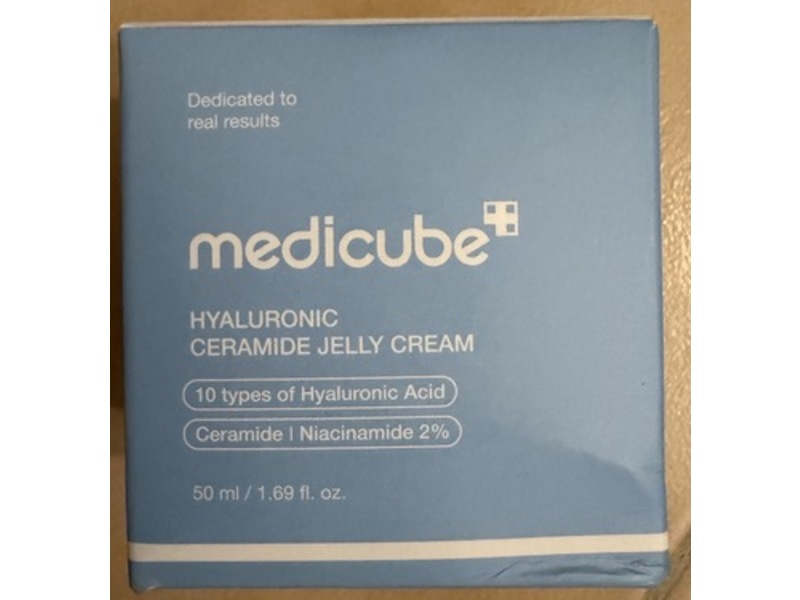 Dedicated to
real results
medicube
HYALURONIC
CERAMIDE JELLY CREAM
10 types of Hyaluronic Acid
Ceramide | Niacinamide 2%
50 ml / 1.69 fl. oz.